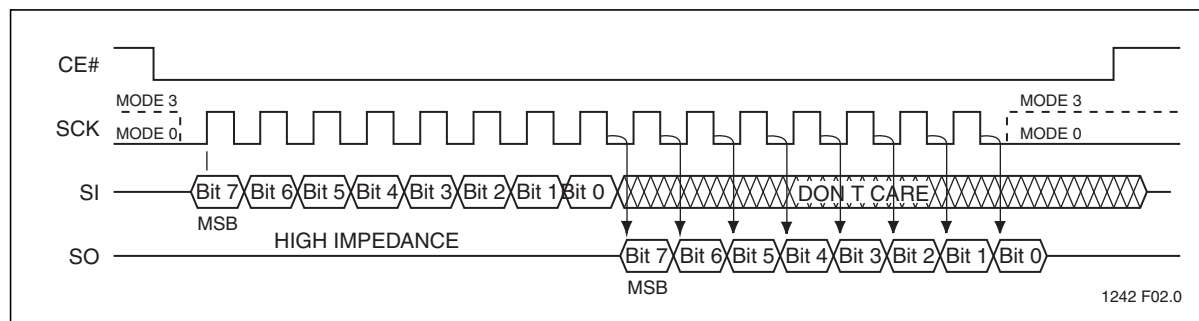 CE#
MODE 3 MODE 3
SCK
MODE 0 MODE 0
SI Bit 7 Bit 6 Bit 5 Bit 4 Bit 3 Bit 2 Bit 1 Bit 0 DON T CARE
MSB
HIGH IMPEDANCE
SO Bit 7 Bit 6 Bit 5 Bit 4 Bit 3 Bit 2 Bit 1 Bit 0
MSB
1242 F02.0